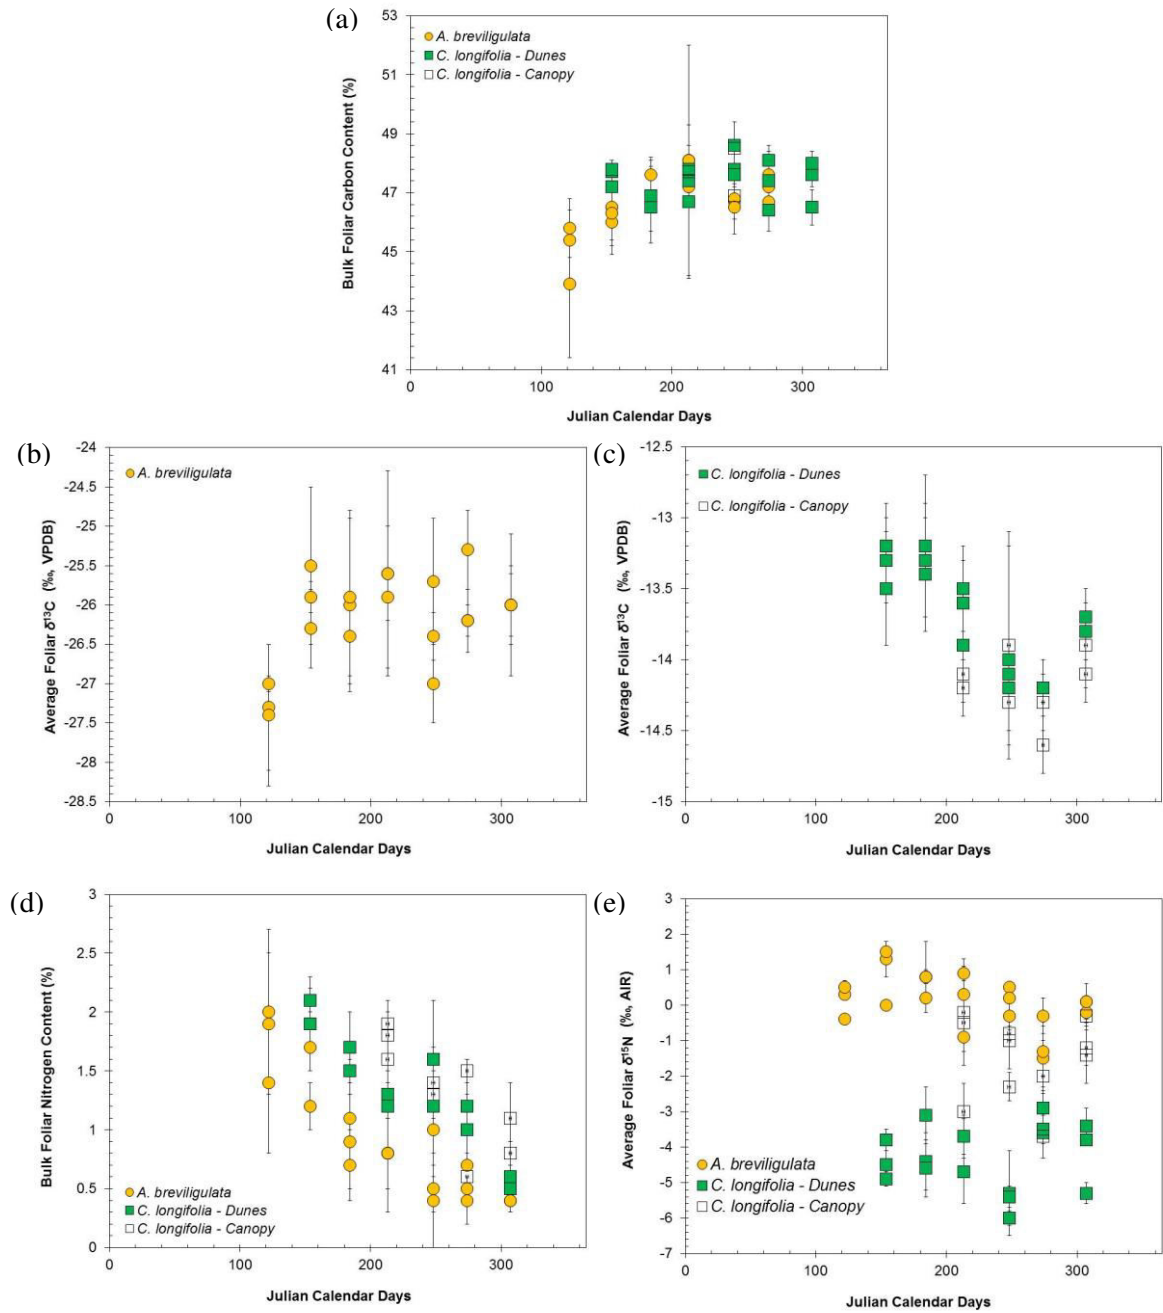 (a)
53
51
49
47
45
43
41
A. breviligulata
C. longifolia - Dunes
C. longifolia - Canopy
Bulk Foliar Carbon Content (%)
0 100 200 300
Julian Calendar Days
(b)
-24
-24.5
-25
-25.5
-26
-26.5
-27
-27.5
-28
-28.5
A. breviligulata
Average Foliar δ¹³C (‰, VPDB)
0 100 200 300
Julian Calendar Days
(c)
-12.5
-13
-13.5
-14
-14.5
-15
C. longifolia - Dunes
C. longifolia - Canopy
Average Foliar δ¹³C (‰, VPDB)
0 100 200 300
Julian Calendar Days
(d)
3
2.5
2
1.5
1
0.5
0
Bulk Foliar Nitrogen Content (%)
A. breviligulata
C. longifolia - Dunes
C. longifolia - Canopy
0 100 200 300
Julian Calendar Days
(e)
3
2
1
0
-1
-2
-3
-4
-5
-6
-7
Average Foliar δ¹⁵N (‰, AIR)
A. breviligulata
C. longifolia - Dunes
C. longifolia - Canopy
0 100 200 300
Julian Calendar Days